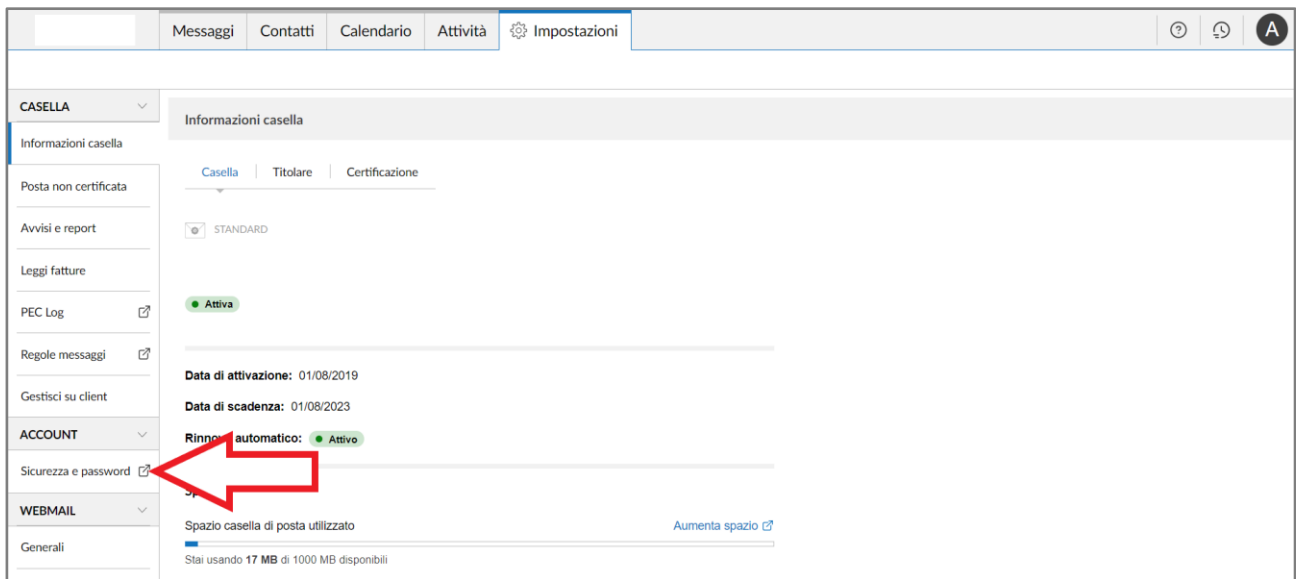 Messaggi Contatti Calendario Attività Impostazioni A
CASELLA
Informazioni casella
Posta non certificata
Avvisi e report
Leggi fatture
PEC Log
Regole messaggi
Gestisci su client
ACCOUNT
Sicurezza e password
WEBMAIL
Generali
Informazioni casella
Casella Titolare Certificazione
STANDARD
Attiva
Data di attivazione: 01/08/2019
Data di scadenza: 01/08/2023
automatico: Attivo
Spazio casella di posta utilizzato Aumenta spazio
Stai usando 17 MB di 1000 MB disponibili